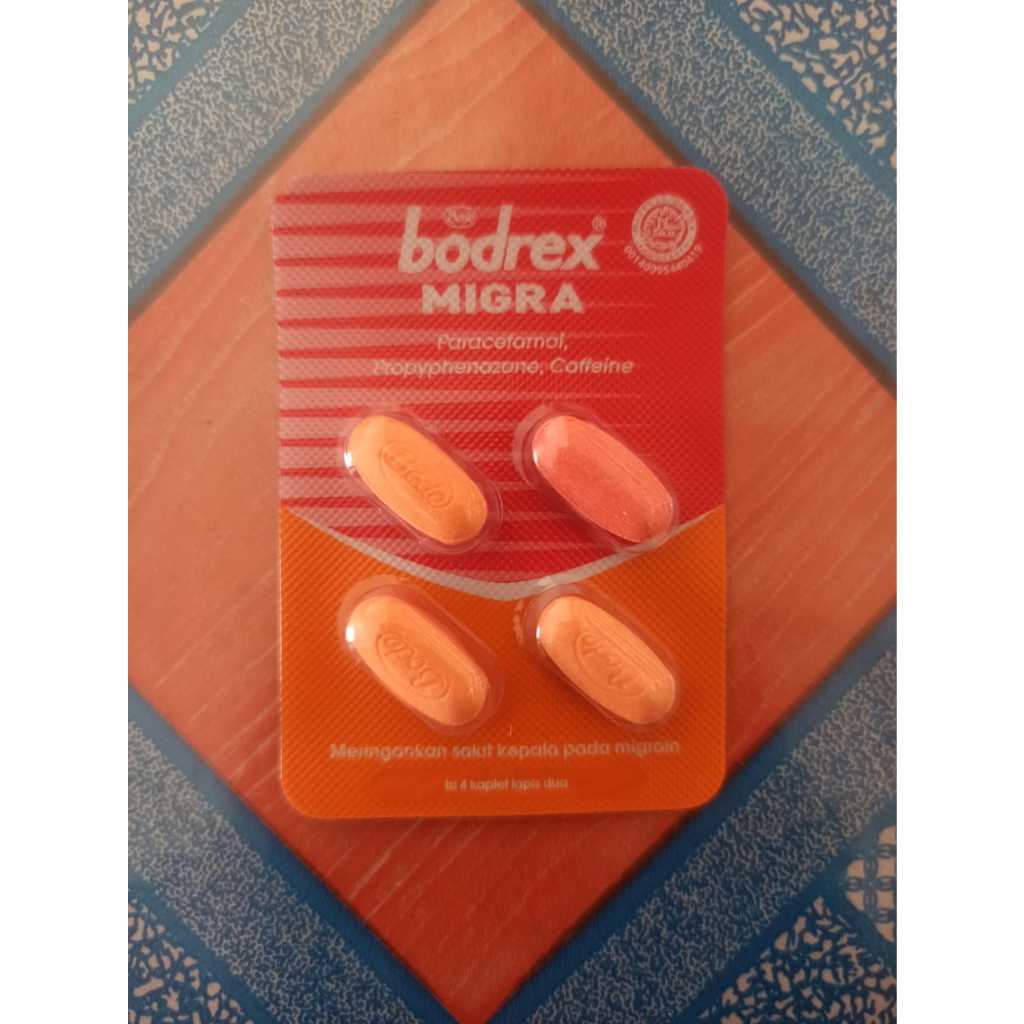 bodrex®
MIGRA
Paracetamol,
Propyphenazone, Caffeine
Meringankan sakit kepala pada migrain
Isi 4 kaplet lapis dua